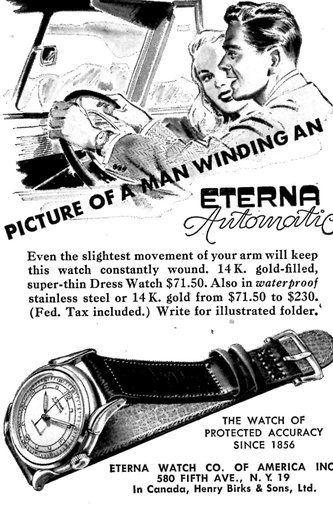 PICTURE OF A MAN WINDING AN
ETERNA
Automatic
Even the slightest movement of your arm will keep
this watch constantly wound. 14 K. gold-filled,
super-thin Dress Watch $71.50. Also in waterproof
stainless steel or 14 K. gold from $71.50 to $230.
(Fed. Tax included.) Write for illustrated folder.
THE WATCH OF
PROTECTED ACCURACY
SINCE 1856
ETERNA WATCH CO. OF AMERICA INC
580 FIFTH AVE., N. Y. 19
In Canada, Henry Birks & Sons, Ltd.